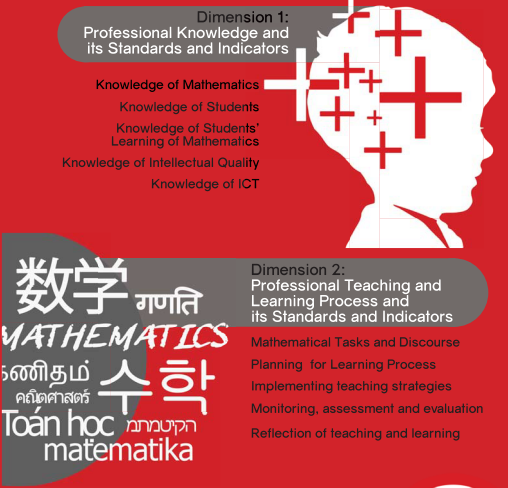 Dimension 1:
Professional Knowledge and
its Standards and Indicators
Knowledge of Mathematics
Knowledge of Students
Knowledge of Students'
Learning of Mathematics
Knowledge of Intellectual Quality
Knowledge of ICT
Dimension 2:
Professional Teaching and
Learning Process and
its Standards and Indicators
Mathematical Tasks and Discourse
Planning for Learning Process
Implementing teaching strategies
Monitoring, assessment and evaluation
Reflection of teaching and learning
数学
गणति
MATHEMATICS
கணிதம்
수학
คณิตศาสตร์
Toán học
matematika